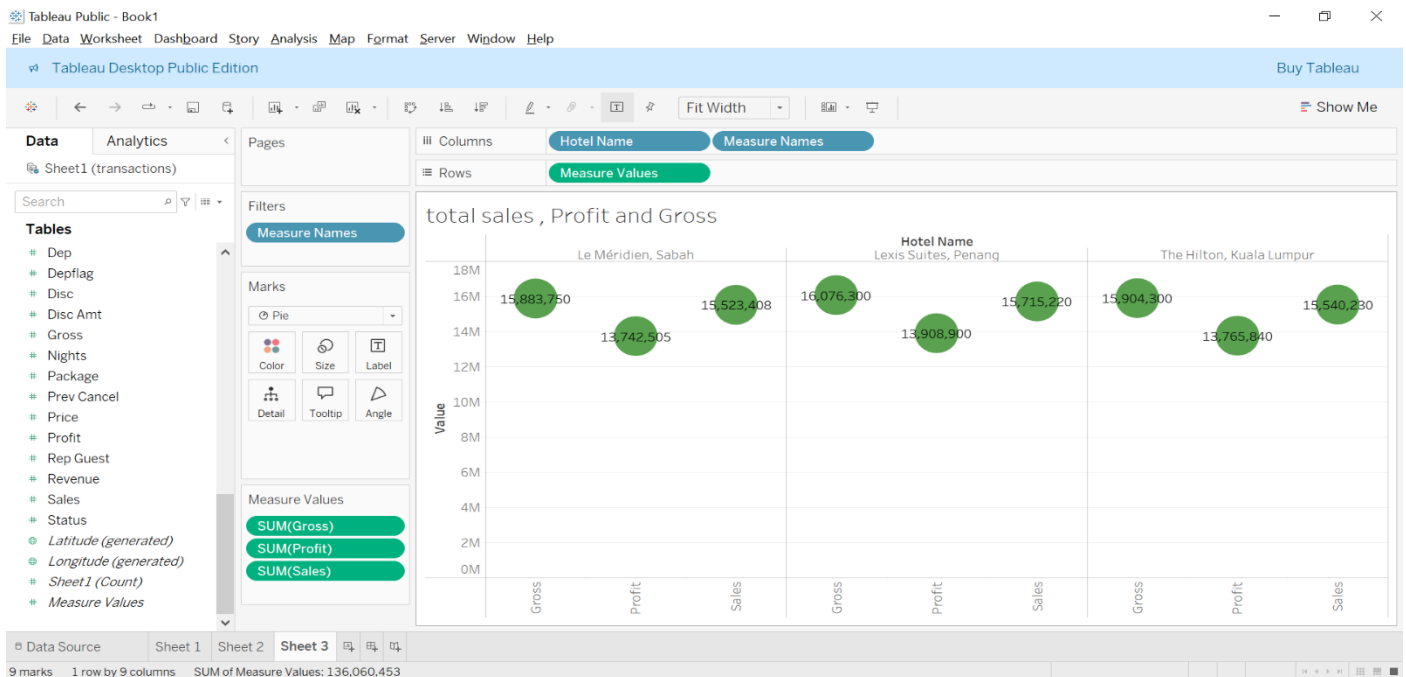 Tableau Public - Book1
File Data Worksheet Dashboard Story Analysis Map Format Server Window Help
Tableau Desktop Public Edition
Buy Tableau
Fit Width
Show Me
Data Analytics
Sheet1 (transactions)
Search
Tables
Dep
Depflag
Disc
Disc Amt
Gross
Nights
Package
Prev Cancel
Price
Profit
Rep Guest
Revenue
Sales
Status
Latitude (generated)
Longitude (generated)
Sheet1 (Count)
Measure Values
Pages
Filters
Measure Names
Marks
Pie
Color Size Label
Detail Tooltip Angle
Measure Values
SUM(Gross)
SUM(Profit)
SUM(Sales)
Columns Hotel Name Measure Names
Rows Measure Values
total sales , Profit and Gross
Hotel Name
Le Méridien, Sabah Lexis Suites, Penang The Hilton, Kuala Lumpur
Value
18M
16M
14M
12M
10M
8M
6M
4M
2M
0M
15,883,750 13,742,505 15,523,408
16,076,300 13,908,900 15,715,220
15,904,300 13,765,840 15,540,230
Gross Profit Sales Gross Profit Sales Gross Profit Sales
Data Source Sheet 1 Sheet 2 Sheet 3
9 marks 1 row by 9 columns SUM of Measure Values: 136,060,453